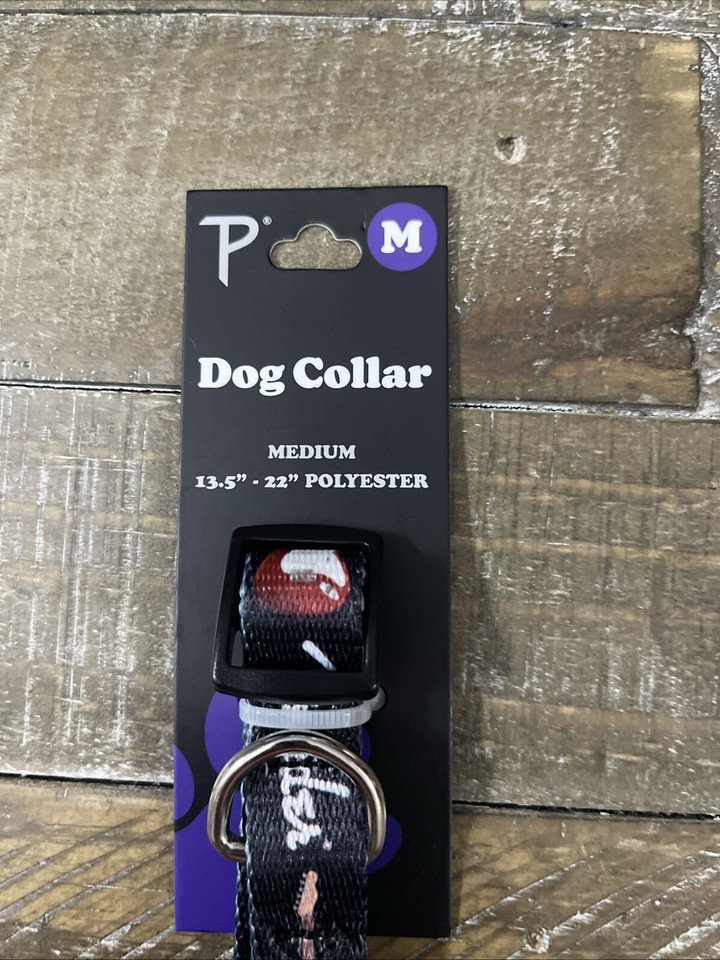 P®
M
Dog Collar
MEDIUM
13.5” - 22” POLYESTER